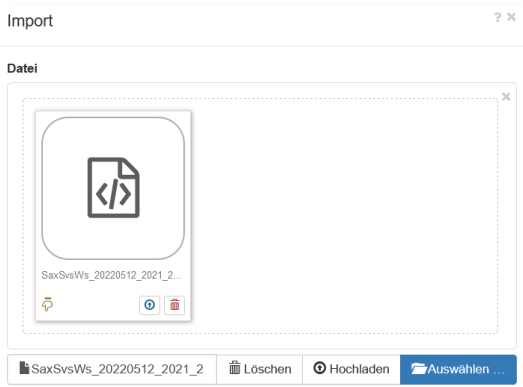 Import
Datei
SaxSvsWs_20220512_2021_2...
SaxSvsWs_20220512_2021_2
Löschen
Hochladen
Auswählen ...